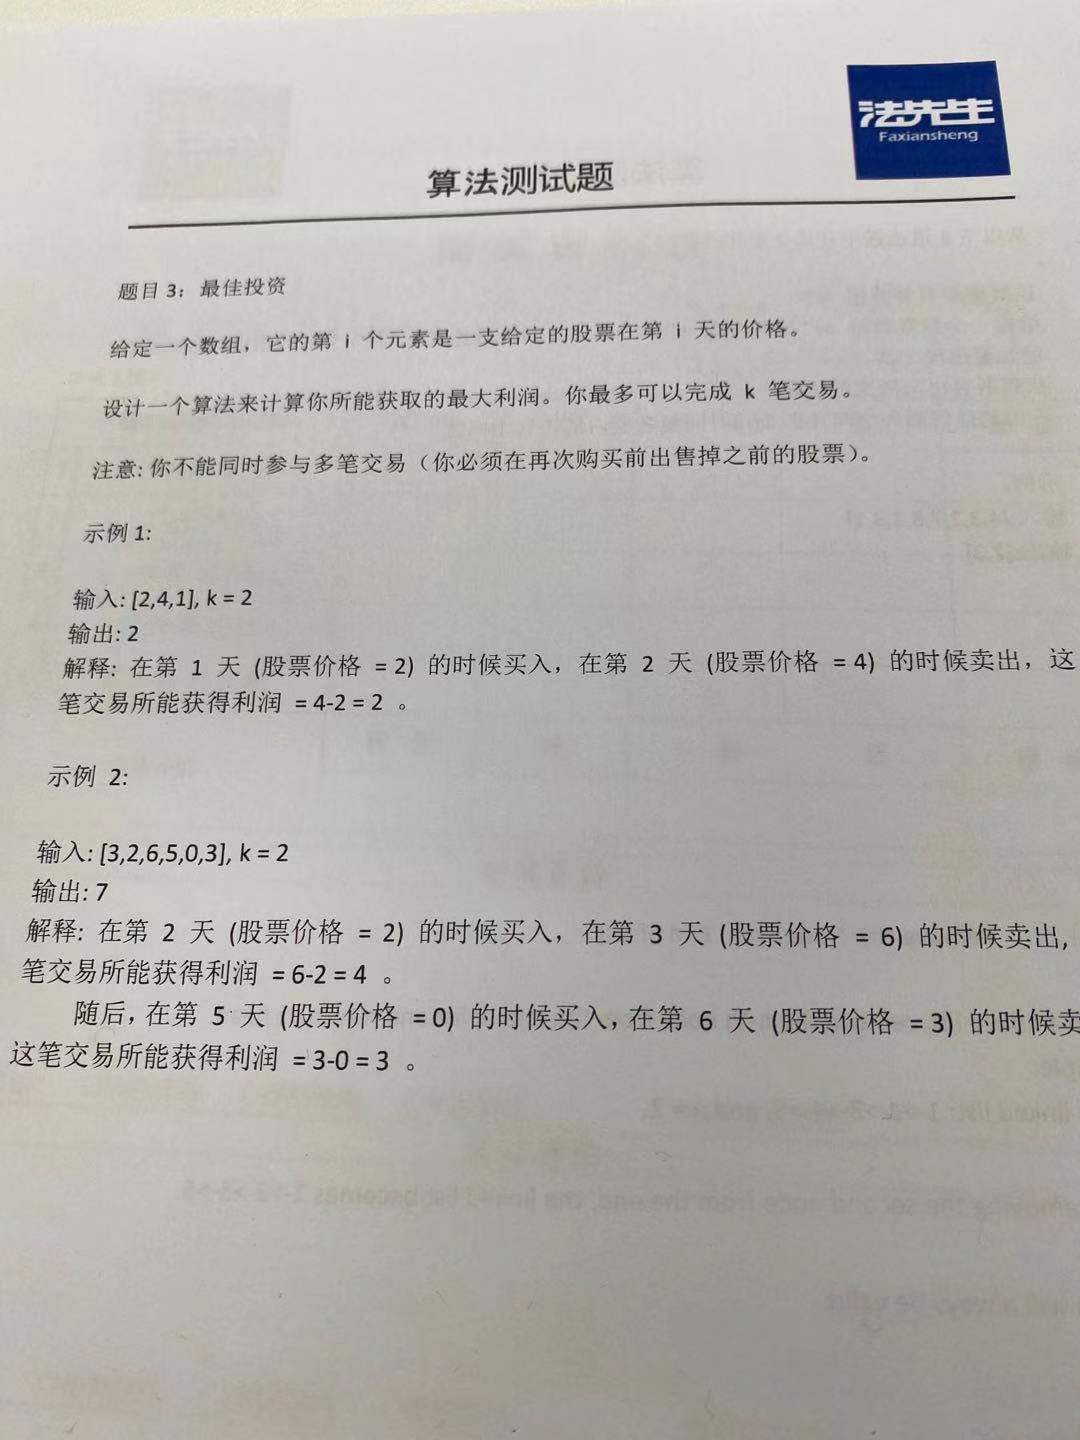 法先生
Faxiansheng
算法测试题
题目 3：最佳投资
给定一个数组，它的第 i 个元素是一支给定的股票在第 i 天的价格。
设计一个算法来计算你所能获取的最大利润。你最多可以完成 k 笔交易。
注意: 你不能同时参与多笔交易（你必须在再次购买前出售掉之前的股票）。
示例 1:
输入: [2,4,1], k = 2
输出: 2
解释: 在第 1 天 (股票价格 = 2) 的时候买入，在第 2 天 (股票价格 = 4) 的时候卖出，这
笔交易所能获得利润 = 4-2 = 2 。
示例 2:
输入: [3,2,6,5,0,3], k = 2
输出: 7
解释: 在第 2 天 (股票价格 = 2) 的时候买入，在第 3 天 (股票价格 = 6) 的时候卖出,
笔交易所能获得利润 = 6-2 = 4 。
随后，在第 5 天 (股票价格 = 0) 的时候买入，在第 6 天 (股票价格 = 3) 的时候卖
这笔交易所能获得利润 = 3-0 = 3 。